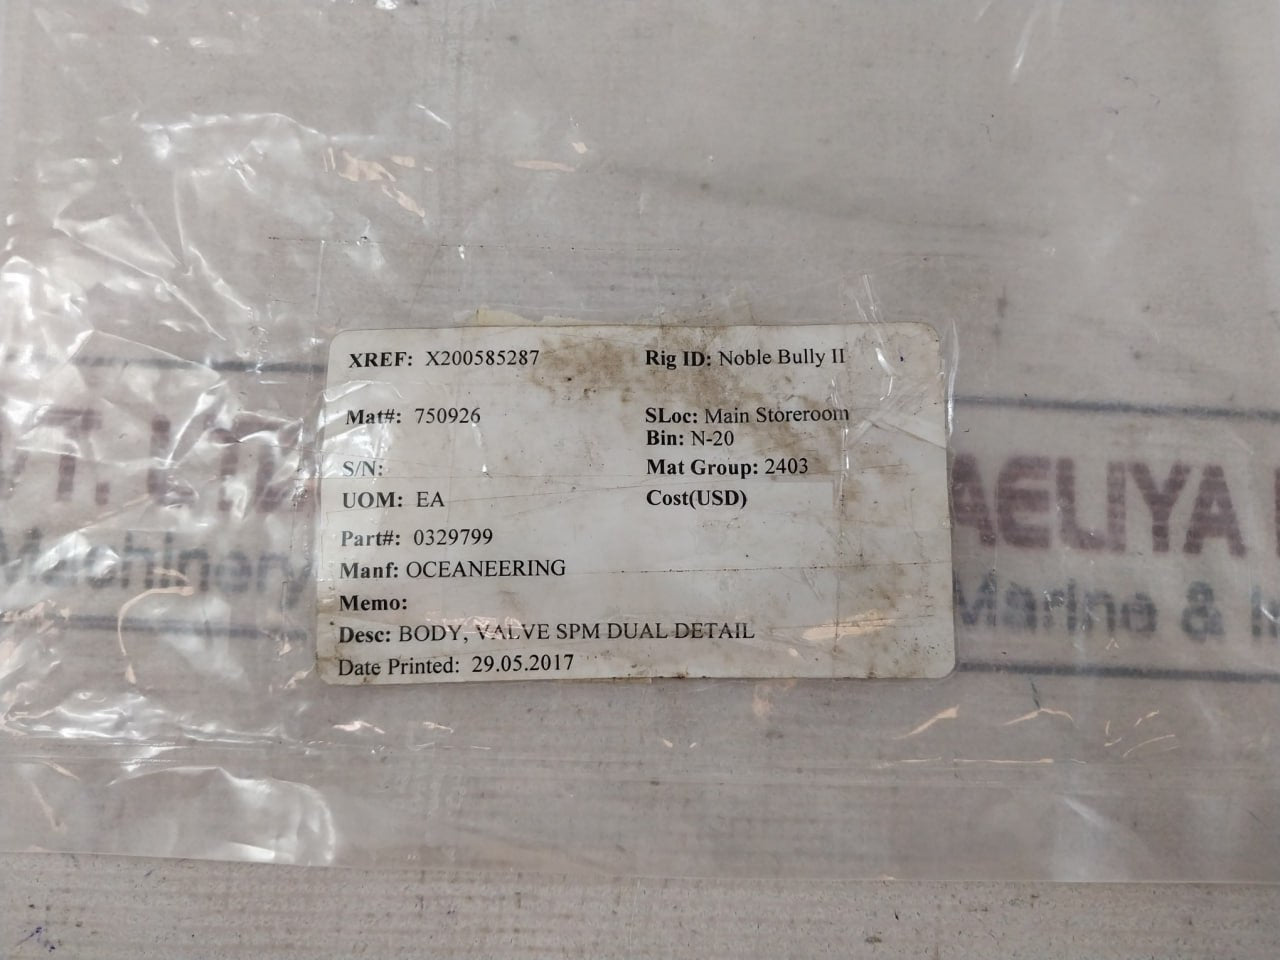 XREF: X200585287 Rig ID: Noble Bully II
Mat#: 750926 SLoc: Main Storeroom
Bin: N-20
S/N: Mat Group: 2403
UOM: EA Cost(USD)
Part#: 0329799
Manf: OCEANEERING
Memo:
Desc: BODY, VALVE SPM DUAL DETAIL
Date Printed: 29.05.2017
AELIYA
Marine &
Machinery